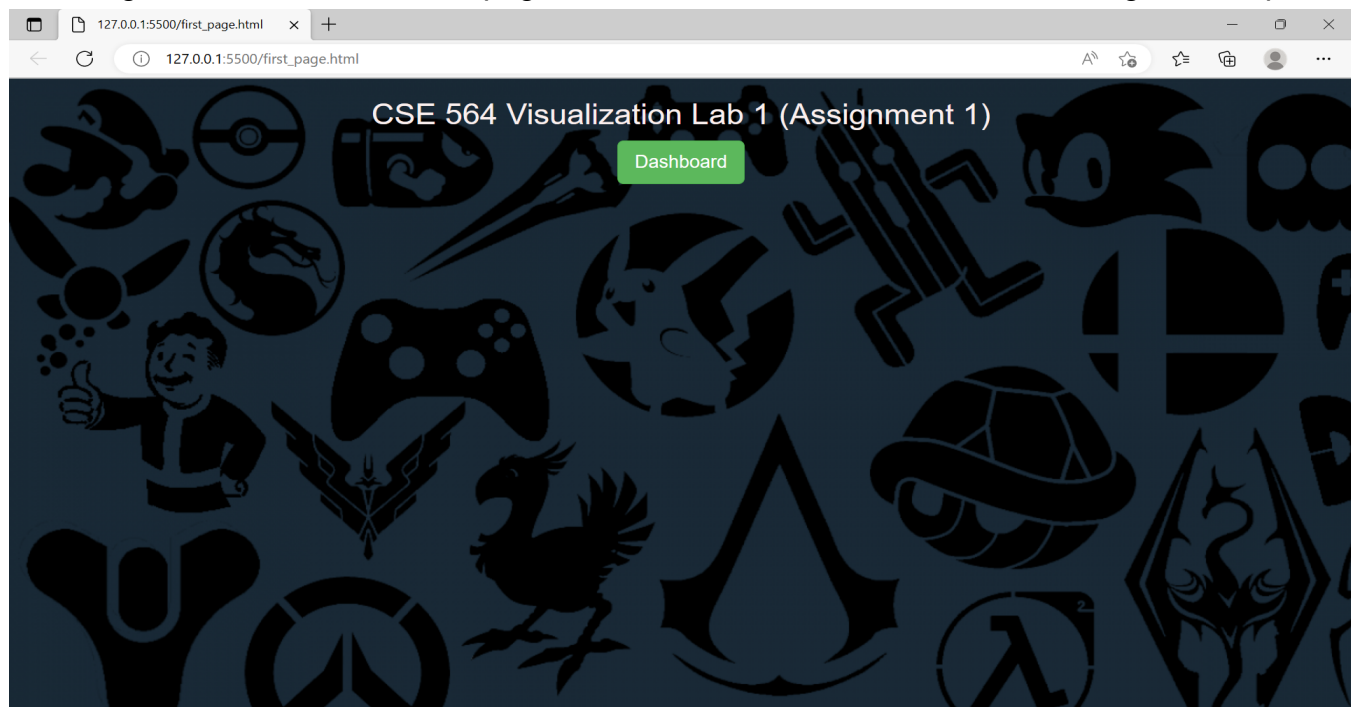 127.0.0.1:5500/first_page.html
127.0.0.1:5500/first_page.html
CSE 564 Visualization Lab 1 (Assignment 1)
Dashboard
2